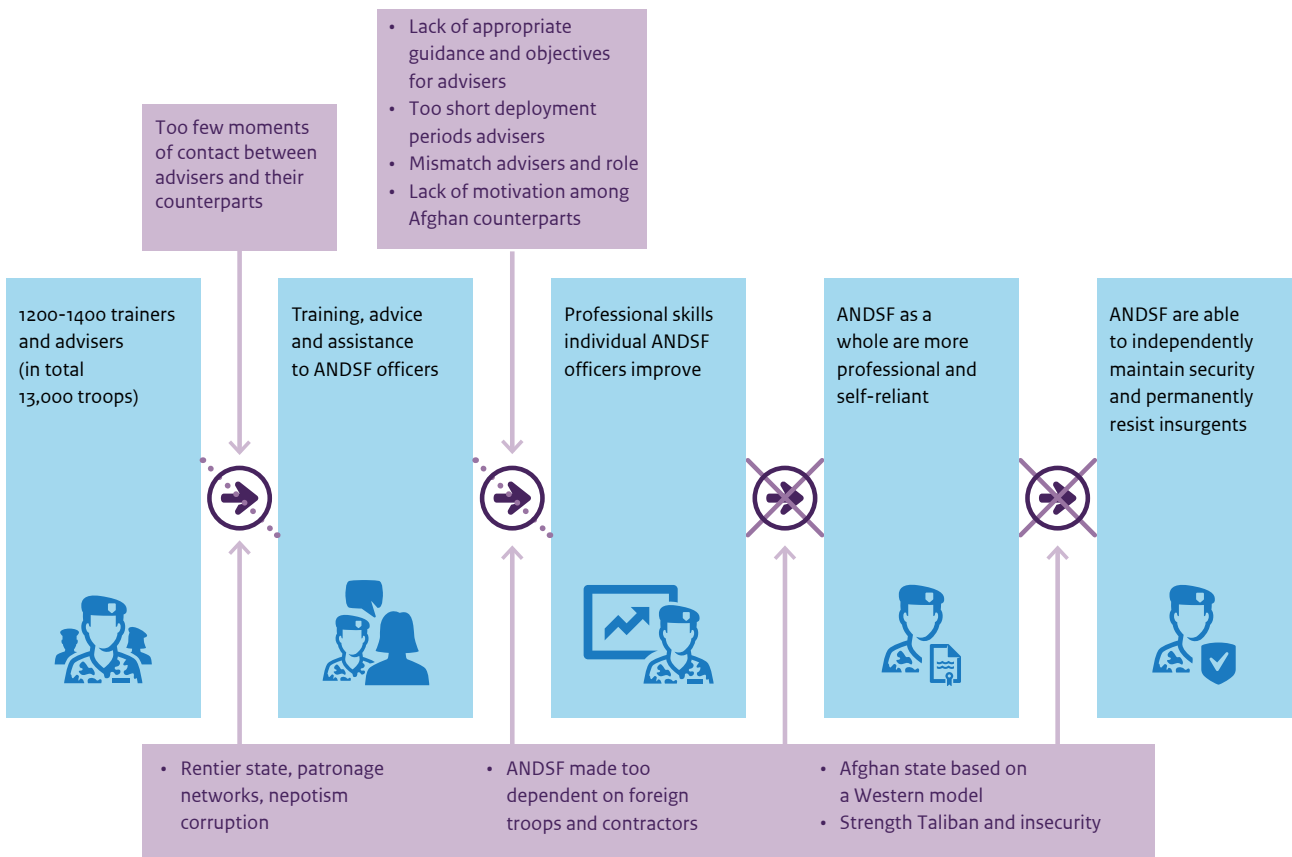 • Lack of appropriate
guidance and objectives
for advisers
• Too short deployment
periods advisers
• Mismatch advisers and role
• Lack of motivation among
Afghan counterparts
Too few moments
of contact between
advisers and their
counterparts
1200-1400 trainers
and advisers
(in total
13,000 troops)
Training, advice
and assistance
to ANDSF officers
Professional skills
individual ANDSF
officers improve
ANDSF as a
whole are more
professional and
self-reliant
ANDSF are able
to independently
maintain security
and permanently
resist insurgents
• Rentier state, patronage
networks, nepotism
corruption
• ANDSF made too
dependent on foreign
troops and contractors
• Afghan state based on
a Western model
• Strength Taliban and insecurity